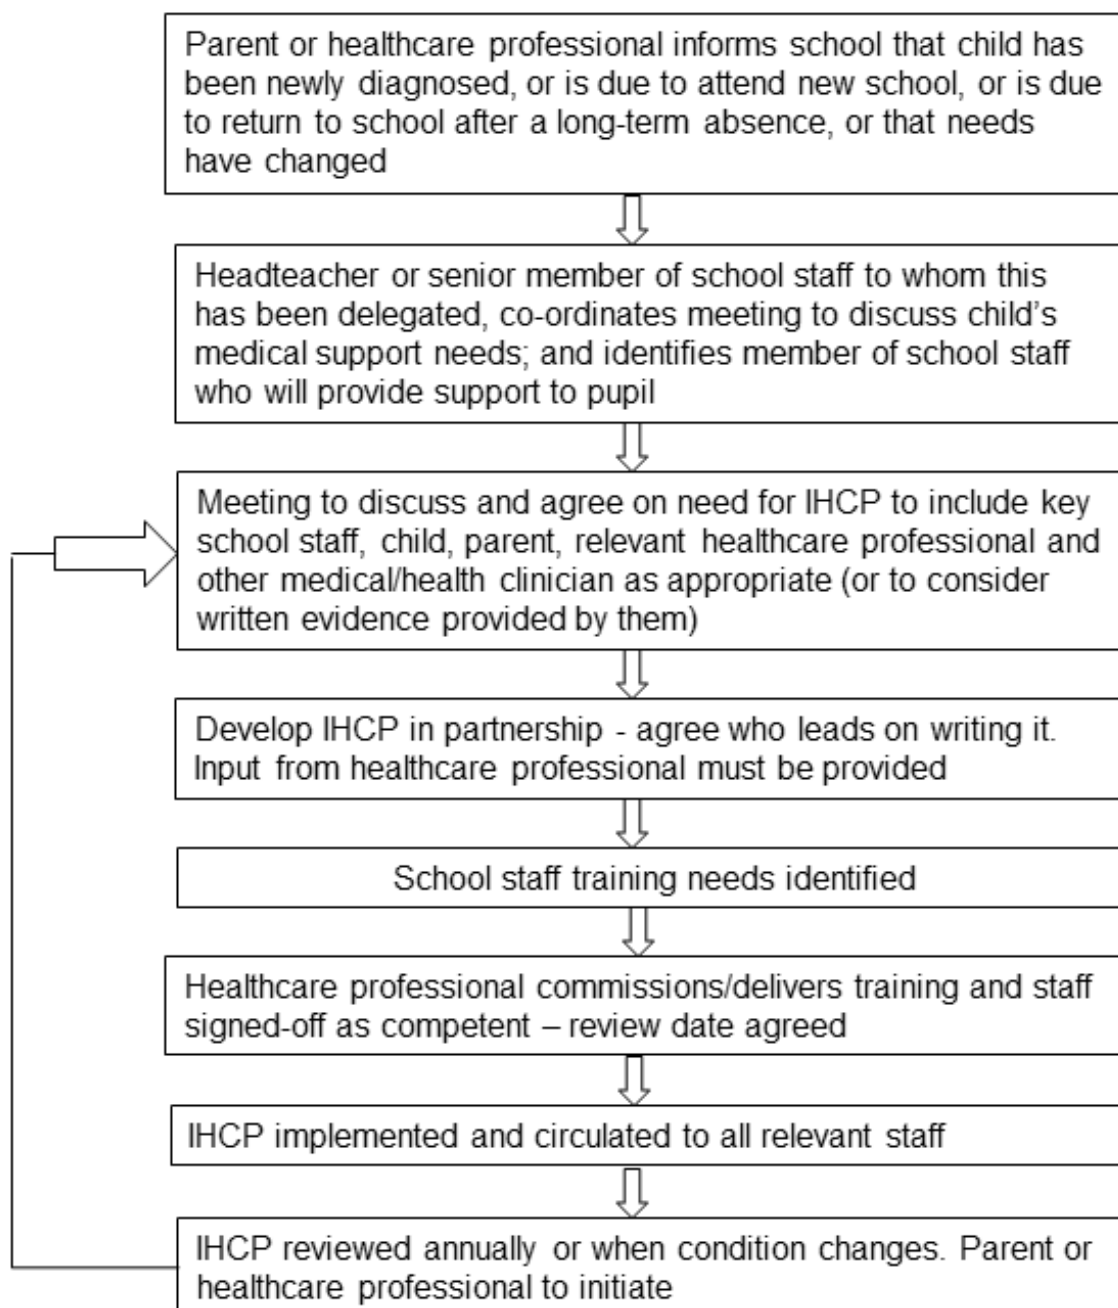 Parent or healthcare professional informs school that child has
been newly diagnosed, or is due to attend new school, or is due
to return to school after a long-term absence, or that needs
have changed
Headteacher or senior member of school staff to whom this
has been delegated, co-ordinates meeting to discuss child's
medical support needs; and identifies member of school staff
who will provide support to pupil
Meeting to discuss and agree on need for IHCP to include key
school staff, child, parent, relevant healthcare professional and
other medical/health clinician as appropriate (or to consider
written evidence provided by them)
Develop IHCP in partnership - agree who leads on writing it.
Input from healthcare professional must be provided
School staff training needs identified
Healthcare professional commissions/delivers training and staff
signed-off as competent – review date agreed
IHCP implemented and circulated to all relevant staff
IHCP reviewed annually or when condition changes. Parent or
healthcare professional to initiate